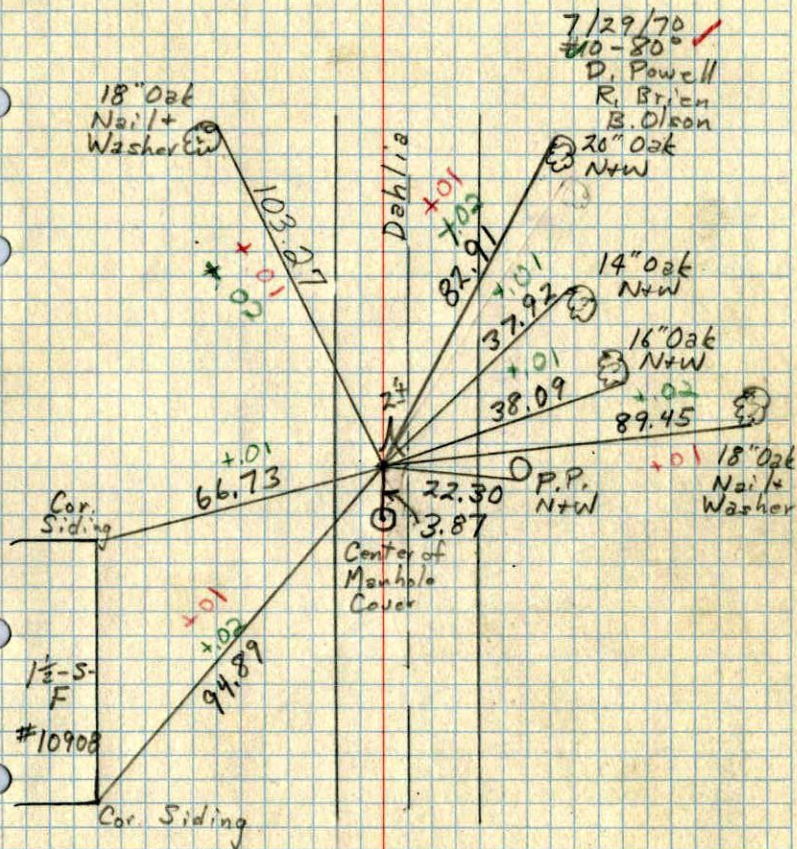 7/29/70
#10-80°
D. Powell
R. Brien
B. Olson
18" Oak
Nail +
Washer
20" Oak
N+W
Dahlia
103.27
+.01
+.02
+.01
+.02
82.91
14" Oak
N+W
+.01
37.92
16" Oak
N+W
+.01
38.09
+.02
89.45
+.01
18" Oak
Nail +
Washer
+.01
66.73
22.30
P.P.
N+W
3.87
Cor.
Siding
Center of
Manhole
Cover
+.01
+.02
94.89
1½-S-
F
#10908
Cor. Siding